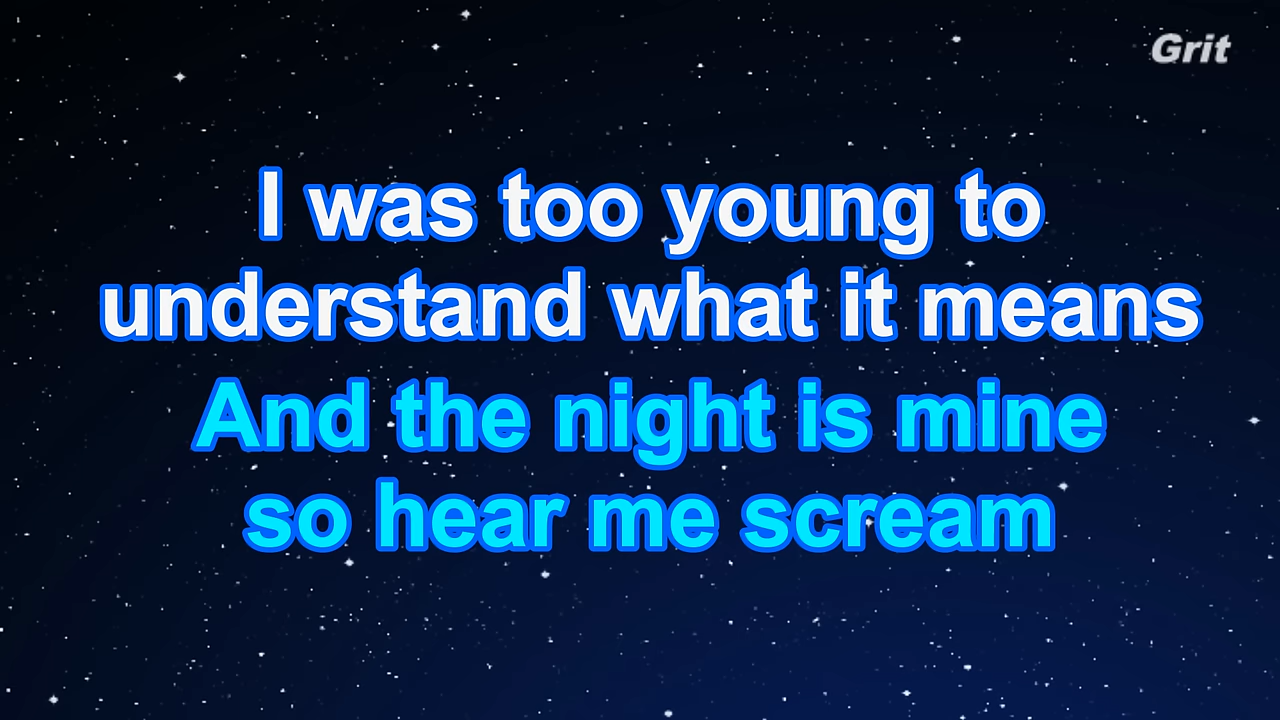 Grit
I was too young to
understand what it means
And the night is mine
so hear me scream